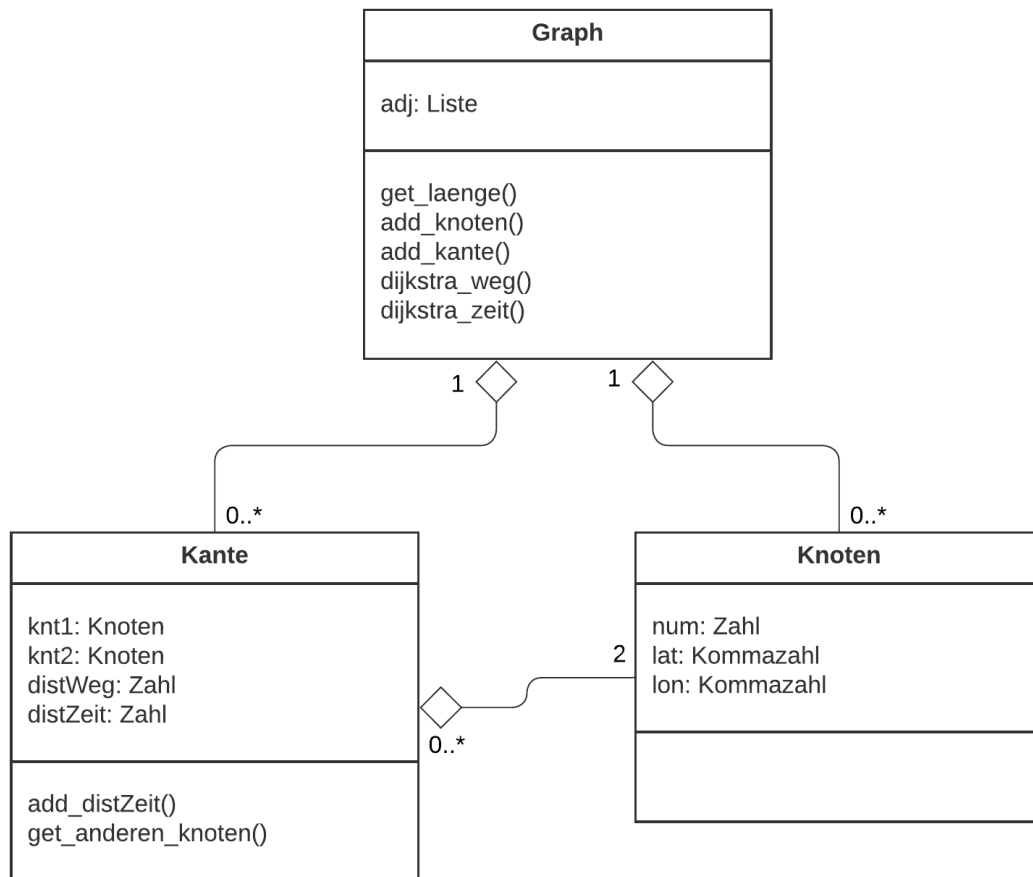 Graph
adj: Liste
get_laenge()
add_knoten()
add_kante()
dijkstra_weg()
dijkstra_zeit()
1
1
0..*
0..*
Kante
knt1: Knoten
knt2: Knoten
distWeg: Zahl
distZeit: Zahl
add_distZeit()
get_anderen_knoten()
2
0..*
Knoten
num: Zahl
lat: Kommazahl
lon: Kommazahl